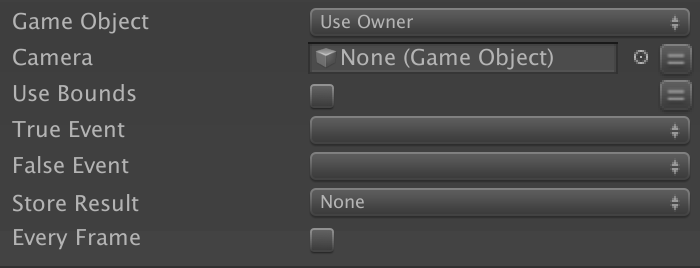 Game Object Use Owner
Camera None (Game Object)
Use Bounds
True Event
False Event
Store Result None
Every Frame